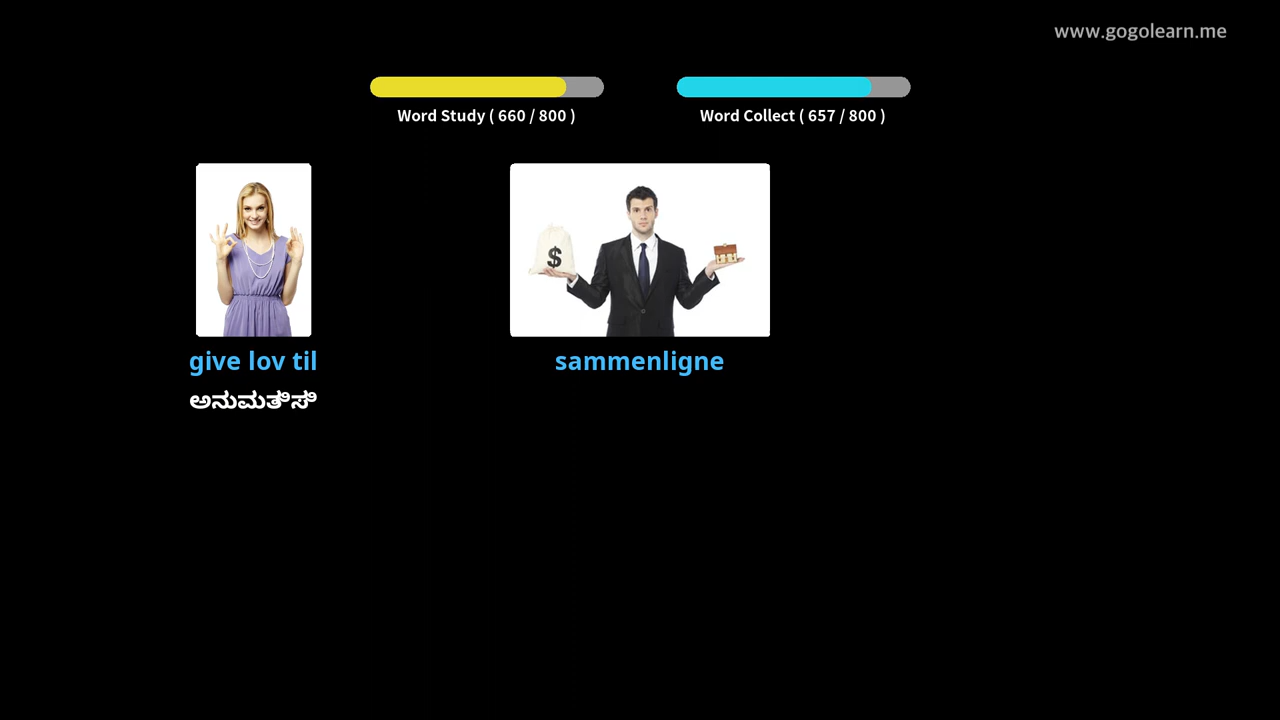 www.gogolearn.me
Word Study ( 660 / 800 )
Word Collect ( 657 / 800 )
$
give lov til
sammenligne
ಅನುಮತಿಸಿ